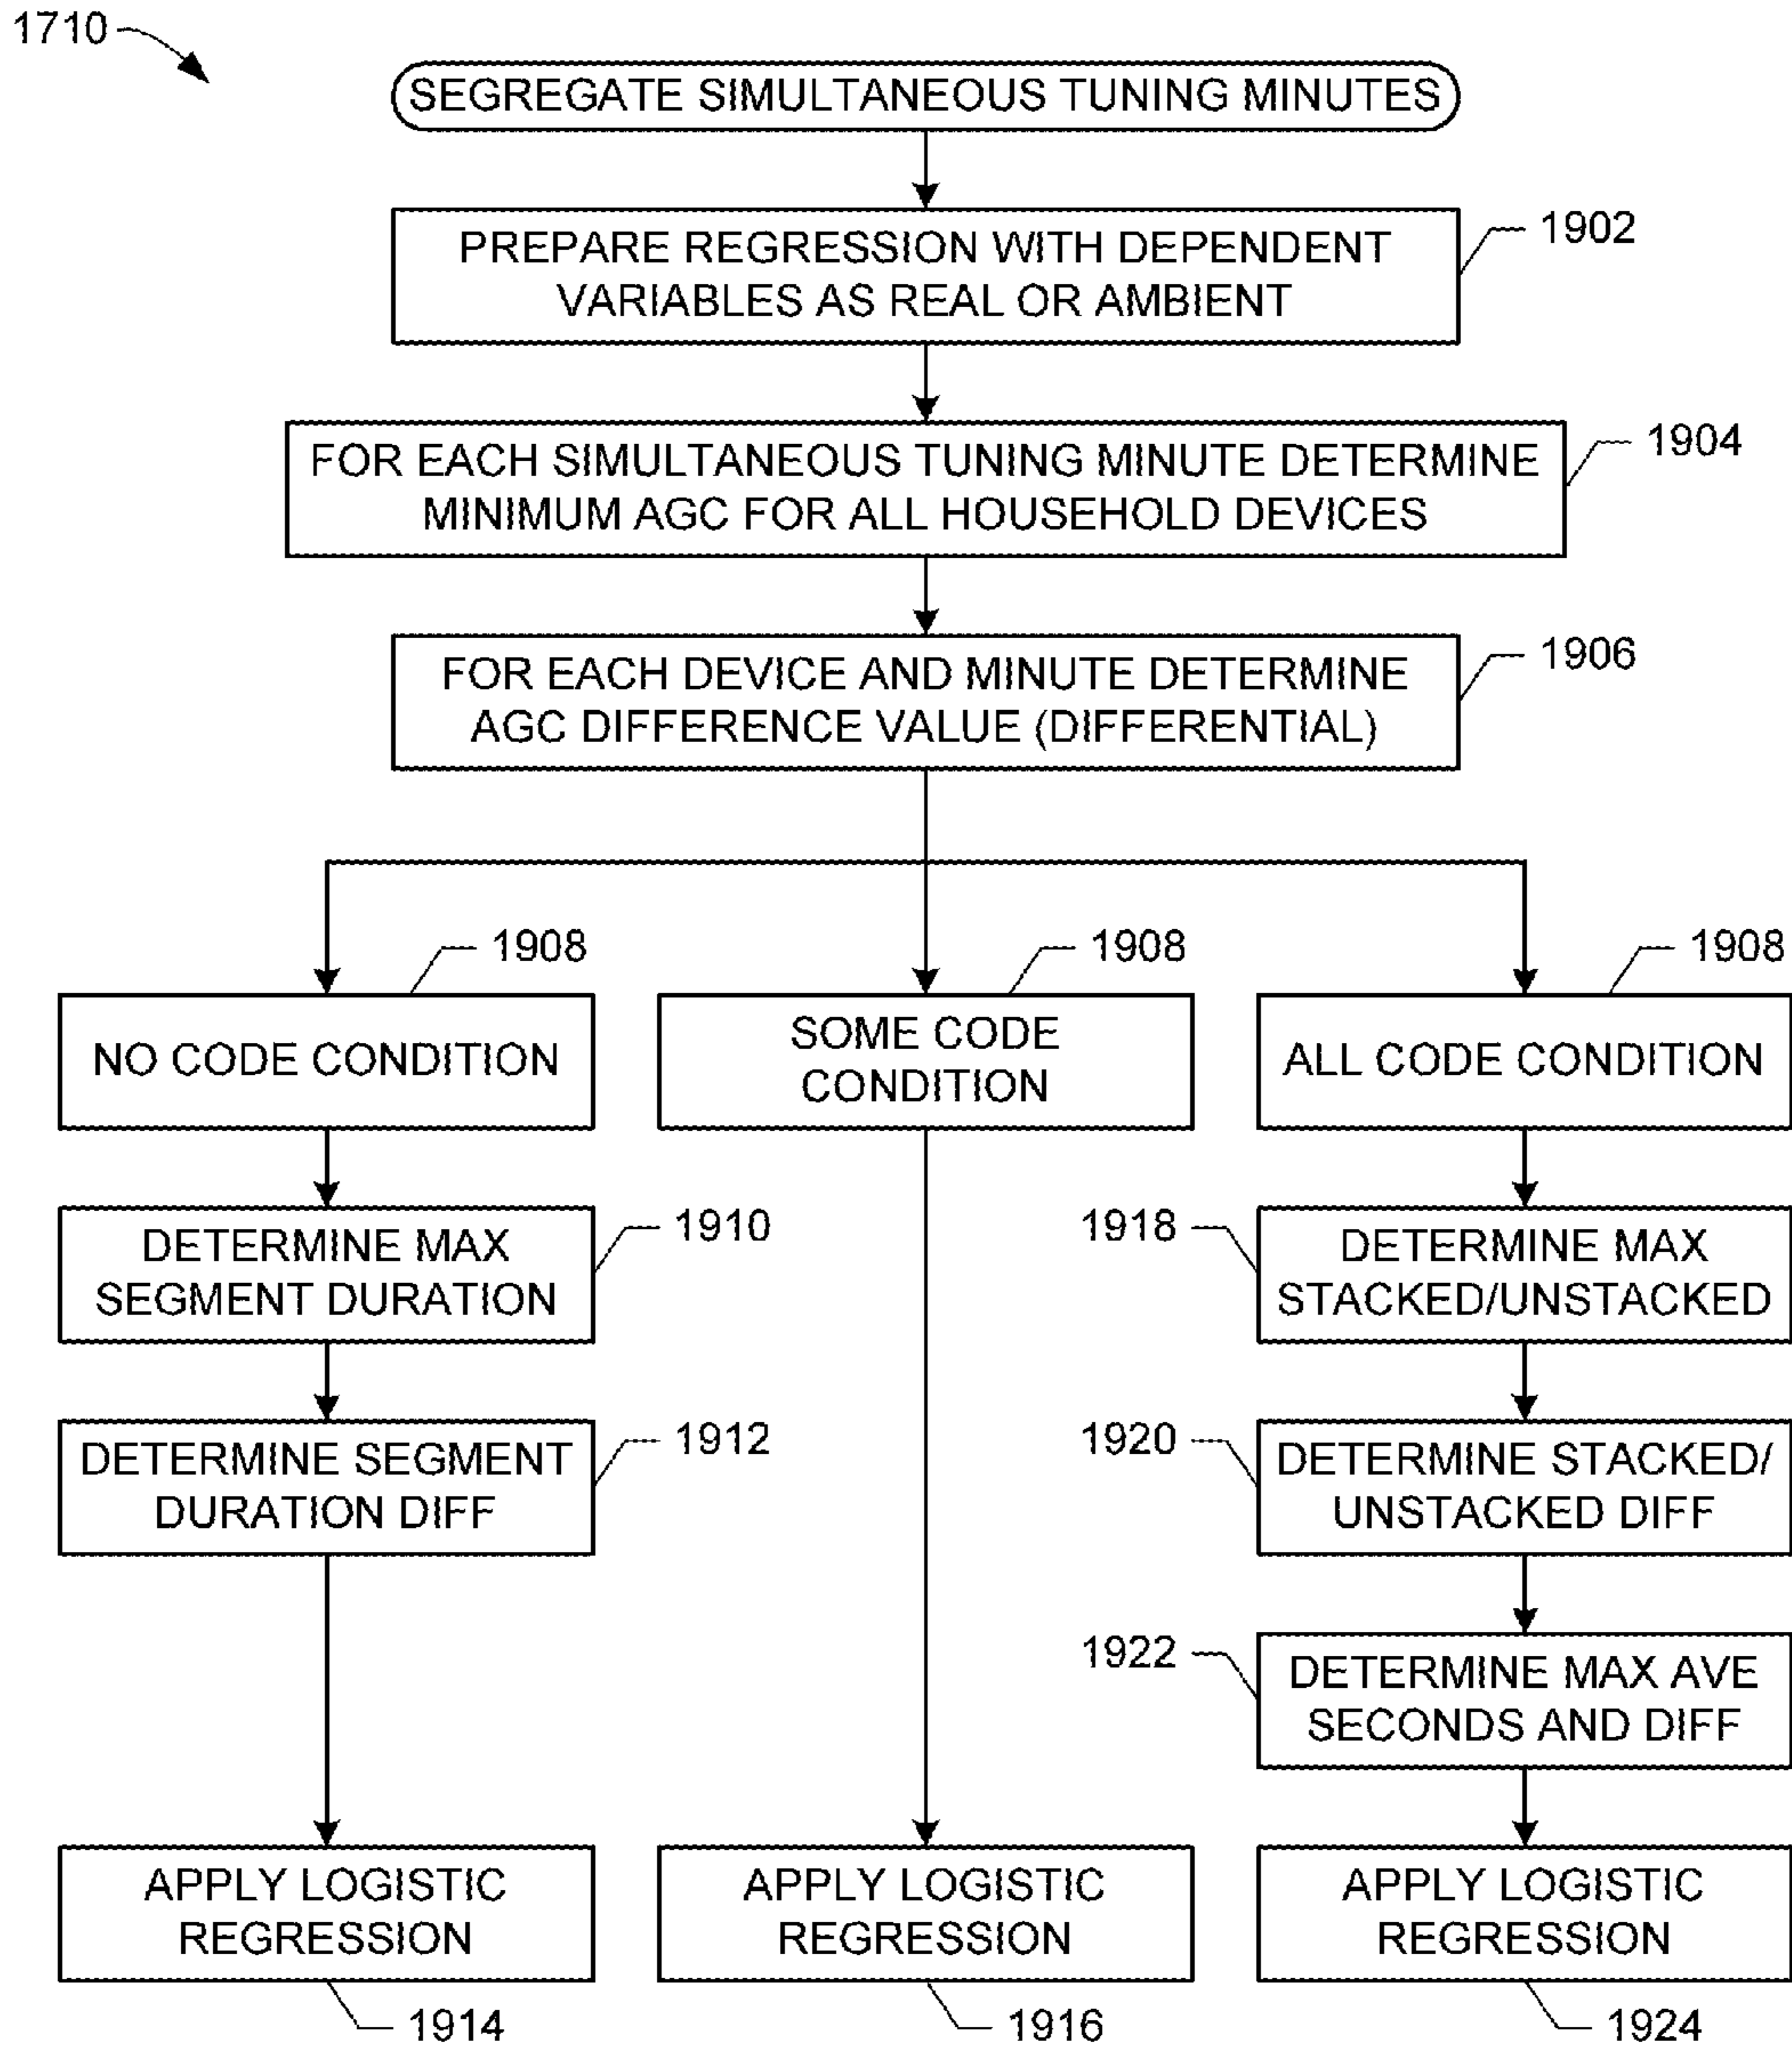 1710
SEGREGATE SIMULTANEOUS TUNING MINUTES
PREPARE REGRESSION WITH DEPENDENT
VARIABLES AS REAL OR AMBIENT
1902
FOR EACH SIMULTANEOUS TUNING MINUTE DETERMINE
MINIMUM AGC FOR ALL HOUSEHOLD DEVICES
1904
FOR EACH DEVICE AND MINUTE DETERMINE
AGC DIFFERENCE VALUE (DIFFERENTIAL)
1906
1908
NO CODE CONDITION
1908
SOME CODE
CONDITION
1908
ALL CODE CONDITION
DETERMINE MAX
SEGMENT DURATION
1910
1918
DETERMINE MAX
STACKED/UNSTACKED
DETERMINE SEGMENT
DURATION DIFF
1912
1920
DETERMINE STACKED/
UNSTACKED DIFF
1922
DETERMINE MAX AVE
SECONDS AND DIFF
APPLY LOGISTIC
REGRESSION
1914
APPLY LOGISTIC
REGRESSION
1916
APPLY LOGISTIC
REGRESSION
1924